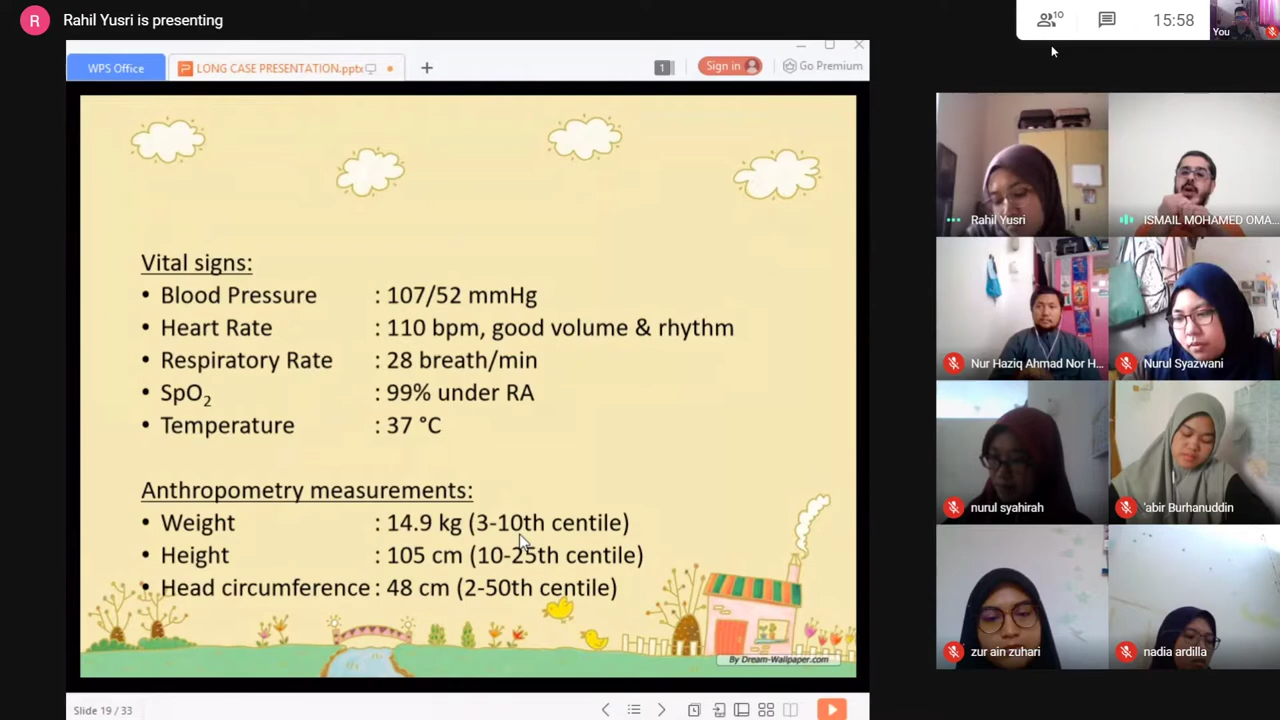 R Rahil Yusri is presenting
10
15:58
You
WPS Office
LONG CASE PRESENTATION.pptx
1
Sign in
Go Premium
Vital signs:
• Blood Pressure : 107/52 mmHg
• Heart Rate : 110 bpm, good volume & rhythm
• Respiratory Rate : 28 breath/min
• SpO₂ : 99% under RA
• Temperature : 37 °C
Anthropometry measurements:
• Weight : 14.9 kg (3-10th centile)
• Height : 105 cm (10-25th centile)
• Head circumference : 48 cm (2-50th centile)
By Dream-Wallpaper.com
Slide 19 / 33
Rahil Yusri
ISMAIL MOHAMED OMA...
Nur Haziq Ahmad Nor H...
Nurul Syazwani
nurul syahirah
'abir Burhanuddin
zur ain zuhari
nadia ardilla